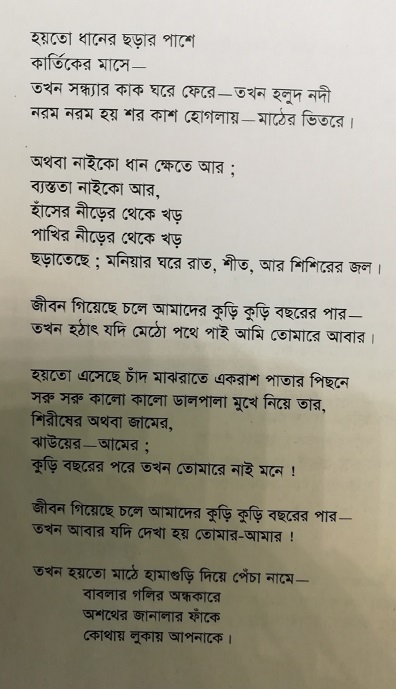 হয়তো ধানের ছড়ার পাশে
কার্তিকের মাসে—
তখন সন্ধ্যার কাক ঘরে ফেরে—তখন হলুদ নদী
নরম নরম হয় শর কাশ হোগলায়—মাঠের ভিতরে।
অথবা নাইকো ধান ক্ষেতে আর;
ব্যস্ততা নাইকো আর,
হাঁসের নীড়ের থেকে খড়
পাখির নীড়ের থেকে খড়
ছড়াতেছে; মনিয়ার ঘরে রাত, শীত, আর শিশিরের জল।
জীবন গিয়েছে চলে আমাদের কুড়ি কুড়ি বছরের পার—
তখন হঠাৎ যদি মেঠো পথে পাই আমি তোমারে আবার।
হয়তো এসেছে চাঁদ মাঝরাতে একরাশ পাতার পিছনে
সরু সরু কালো কালো ডালপালা মুখে নিয়ে তার,
শিরীষের অথবা জামের,
ঝাউয়ের—আমের;
কুড়ি বছরের পরে তখন তোমারে নাই মনে!
জীবন গিয়েছে চলে আমাদের কুড়ি কুড়ি বছরের পার—
তখন আবার যদি দেখা হয় তোমার-আমার!
তখন হয়তো মাঠে হামাগুড়ি দিয়ে পেঁচা নামে—
বাবলার গলির অন্ধকারে
অশথের জানালার ফাঁকে
কোথায় লুকায় আপনাকে।